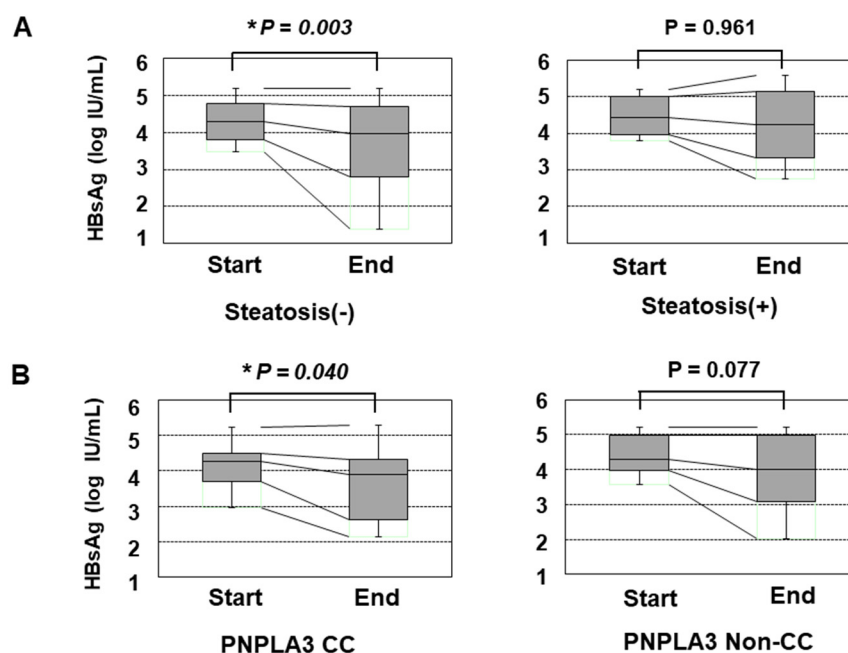 A
* P = 0.003
P = 0.961
HBsAg (log IU/mL)
6
5
4
3
2
1
6
5
4
3
2
1
Start
End
Start
End
Steatosis(-)
Steatosis(+)
B
* P = 0.040
P = 0.077
HBsAg (log IU/mL)
6
5
4
3
2
1
6
5
4
3
2
1
Start
End
Start
End
PNPLA3 CC
PNPLA3 Non-CC